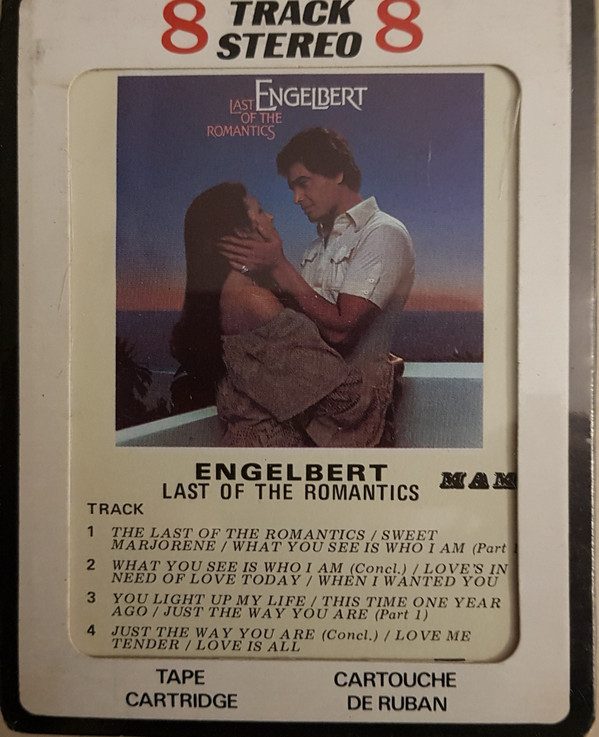 8 TRACK 8
STEREO
ENGELBERT
LAST
OF THE
ROMANTICS
ENGELBERT
LAST OF THE ROMANTICS
MAM
TRACK
1 THE LAST OF THE ROMANTICS / SWEET
MARJORENE / WHAT YOU SEE IS WHO I AM (Part 1
2 WHAT YOU SEE IS WHO I AM (Concl.) / LOVE'S IN
NEED OF LOVE TODAY / WHEN I WANTED YOU
3 YOU LIGHT UP MY LIFE / THIS TIME ONE YEAR
AGO / JUST THE WAY YOU ARE (Part 1)
4 JUST THE WAY YOU ARE (Concl.) / LOVE ME
TENDER / LOVE IS ALL
TAPE
CARTRIDGE
CARTOUCHE
DE RUBAN